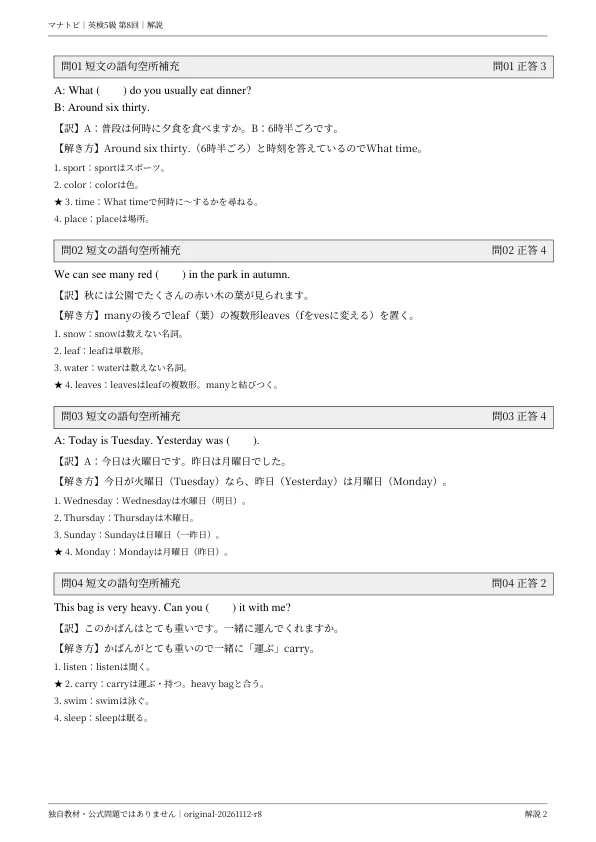 マナトビ｜英検5級 第8回｜解説
問01 短文の語句空所補充 問01 正答 3
A: What (　　) do you usually eat dinner?
B: Around six thirty.
【訳】A：普段は何時に夕食を食べますか。B：6時半ごろです。
【解き方】Around six thirty.（6時半ごろ）と時刻を答えているのでWhat time。
1. sport：sportはスポーツ。
2. color：colorは色。
★ 3. time：What timeで何時に〜するかを尋ねる。
4. place：placeは場所。
問02 短文の語句空所補充 問02 正答 4
We can see many red (　　) in the park in autumn.
【訳】秋には公園でたくさんの赤い木の葉が見られます。
【解き方】manyの後ろでleaf（葉）の複数形leaves（fをvesに変える）を置く。
1. snow：snowは数えない名詞。
2. leaf：leafは単数形。
3. water：waterは数えない名詞。
★ 4. leaves：leavesはleafの複数形。manyと結びつく。
問03 短文の語句空所補充 問03 正答 4
A: Today is Tuesday. Yesterday was (　　).
【訳】A：今日は火曜日です。昨日は月曜日でした。
【解き方】今日が火曜日（Tuesday）なら、昨日（Yesterday）は月曜日（Monday）。
1. Wednesday：Wednesdayは水曜日（明日）。
2. Thursday：Thursdayは木曜日。
3. Sunday：Sundayは日曜日（一昨日）。
★ 4. Monday：Mondayは月曜日（昨日）。
問04 短文の語句空所補充 問04 正答 2
This bag is very heavy. Can you (　　) it with me?
【訳】このかばんはとても重いです。一緒に運んでくれますか。
【解き方】かばんがとても重いので一緒に「運ぶ」carry。
1. listen：listenは聞く。
★ 2. carry：carryは運ぶ・持つ。heavy bagと合う。
3. swim：swimは泳ぐ。
4. sleep：sleepは眠る。
独自教材・公式問題ではありません｜original-20261112-r8 解説 2